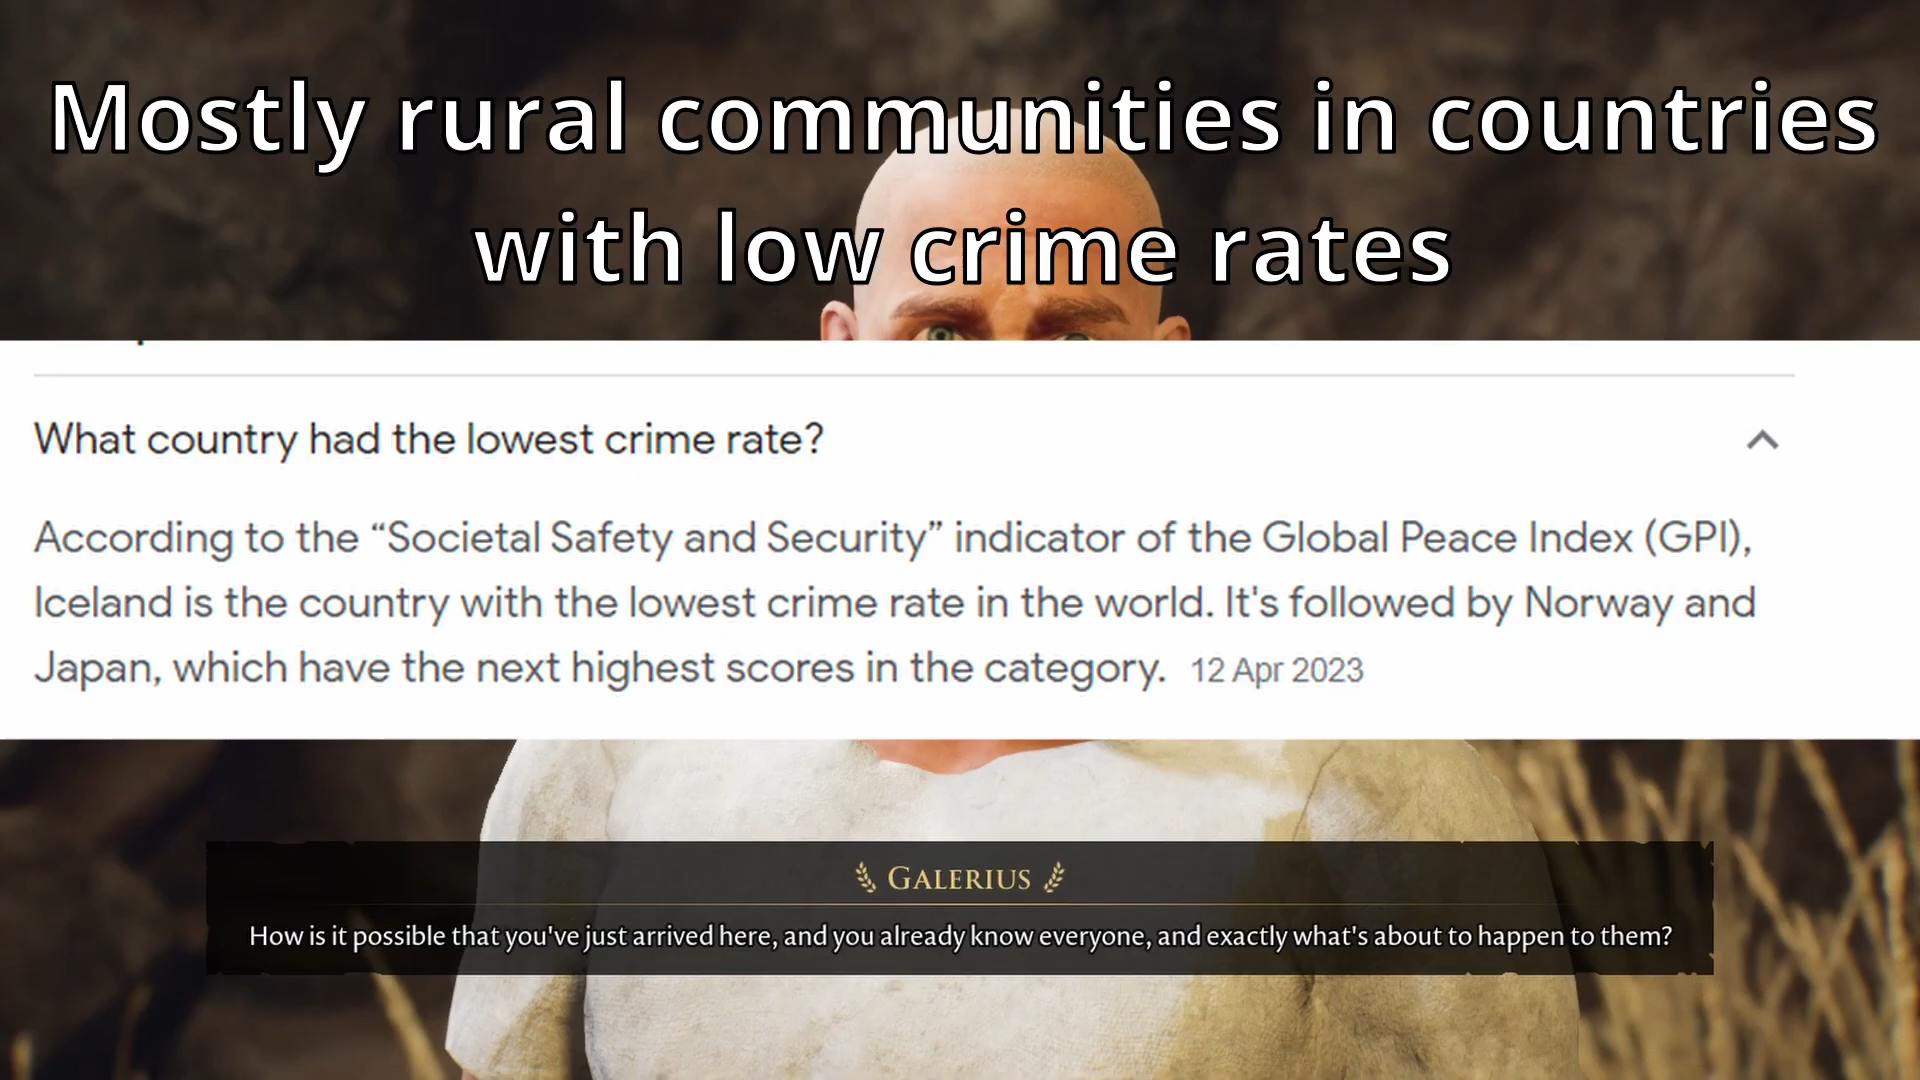 Mostly rural communities in countries
with low crime rates
What country had the lowest crime rate?
According to the “Societal Safety and Security” indicator of the Global Peace Index (GPI),
Iceland is the country with the lowest crime rate in the world. It's followed by Norway and
Japan, which have the next highest scores in the category. 12 Apr 2023
GALERIUS
How is it possible that you've just arrived here, and you already know everyone, and exactly what's about to happen to them?